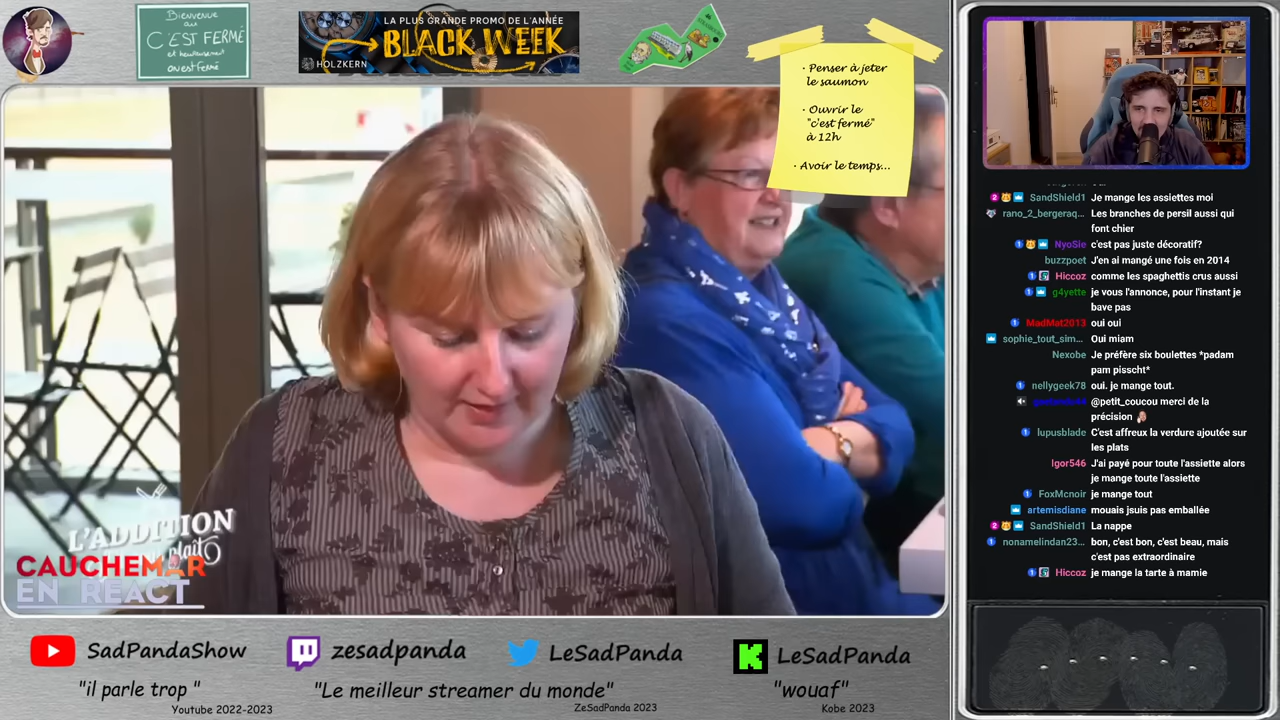 Bienvenue
au
C'EST FERMÉ
et heureusement
on est fermé
LA PLUS GRANDE PROMO DE L'ANNÉE
BLACK WEEK
HOLZKERN
· Penser à jeter
le saumon
· Ouvrir le
"c'est fermé"
à 12h
· Avoir le temps...
L'ADDITION
plaît
CAUCHEMAR
EN REACT
SandShield1 Je mange les assiettes moi
rano_2_bergeraq... Les branches de persil aussi qui
font chier
NyoSie c'est pas juste décoratif?
buzzpoet J'en ai mangé une fois en 2014
Hiccoz comme les spaghettis crus aussi
g4yette je vous l'annonce, pour l'instant je
bave pas
MadMat2013 oui oui
sophie_tout_sim... Oui miam
Nexobe Je préfère six boulettes *padam
pam pisscht*
nellygeek78 oui. je mange tout.
@petit_coucou merci de la
précision
lupusblade C'est affreux la verdure ajoutée sur
les plats
Igor546 J'ai payé pour toute l'assiette alors
je mange toute l'assiette
FoxMcnoir je mange tout
artemisdiane mouais jsuis pas emballée
SandShield1 La nappe
nonamelindan23... bon, c'est bon, c'est beau, mais
c'est pas extraordinaire
Hiccoz je mange la tarte à mamie
SadPandaShow
"il parle trop "
Youtube 2022-2023
zesadpanda
"Le meilleur streamer du monde"
ZeSadPanda 2023
LeSadPanda
LeSadPanda
"wouaf"
Kobe 2023